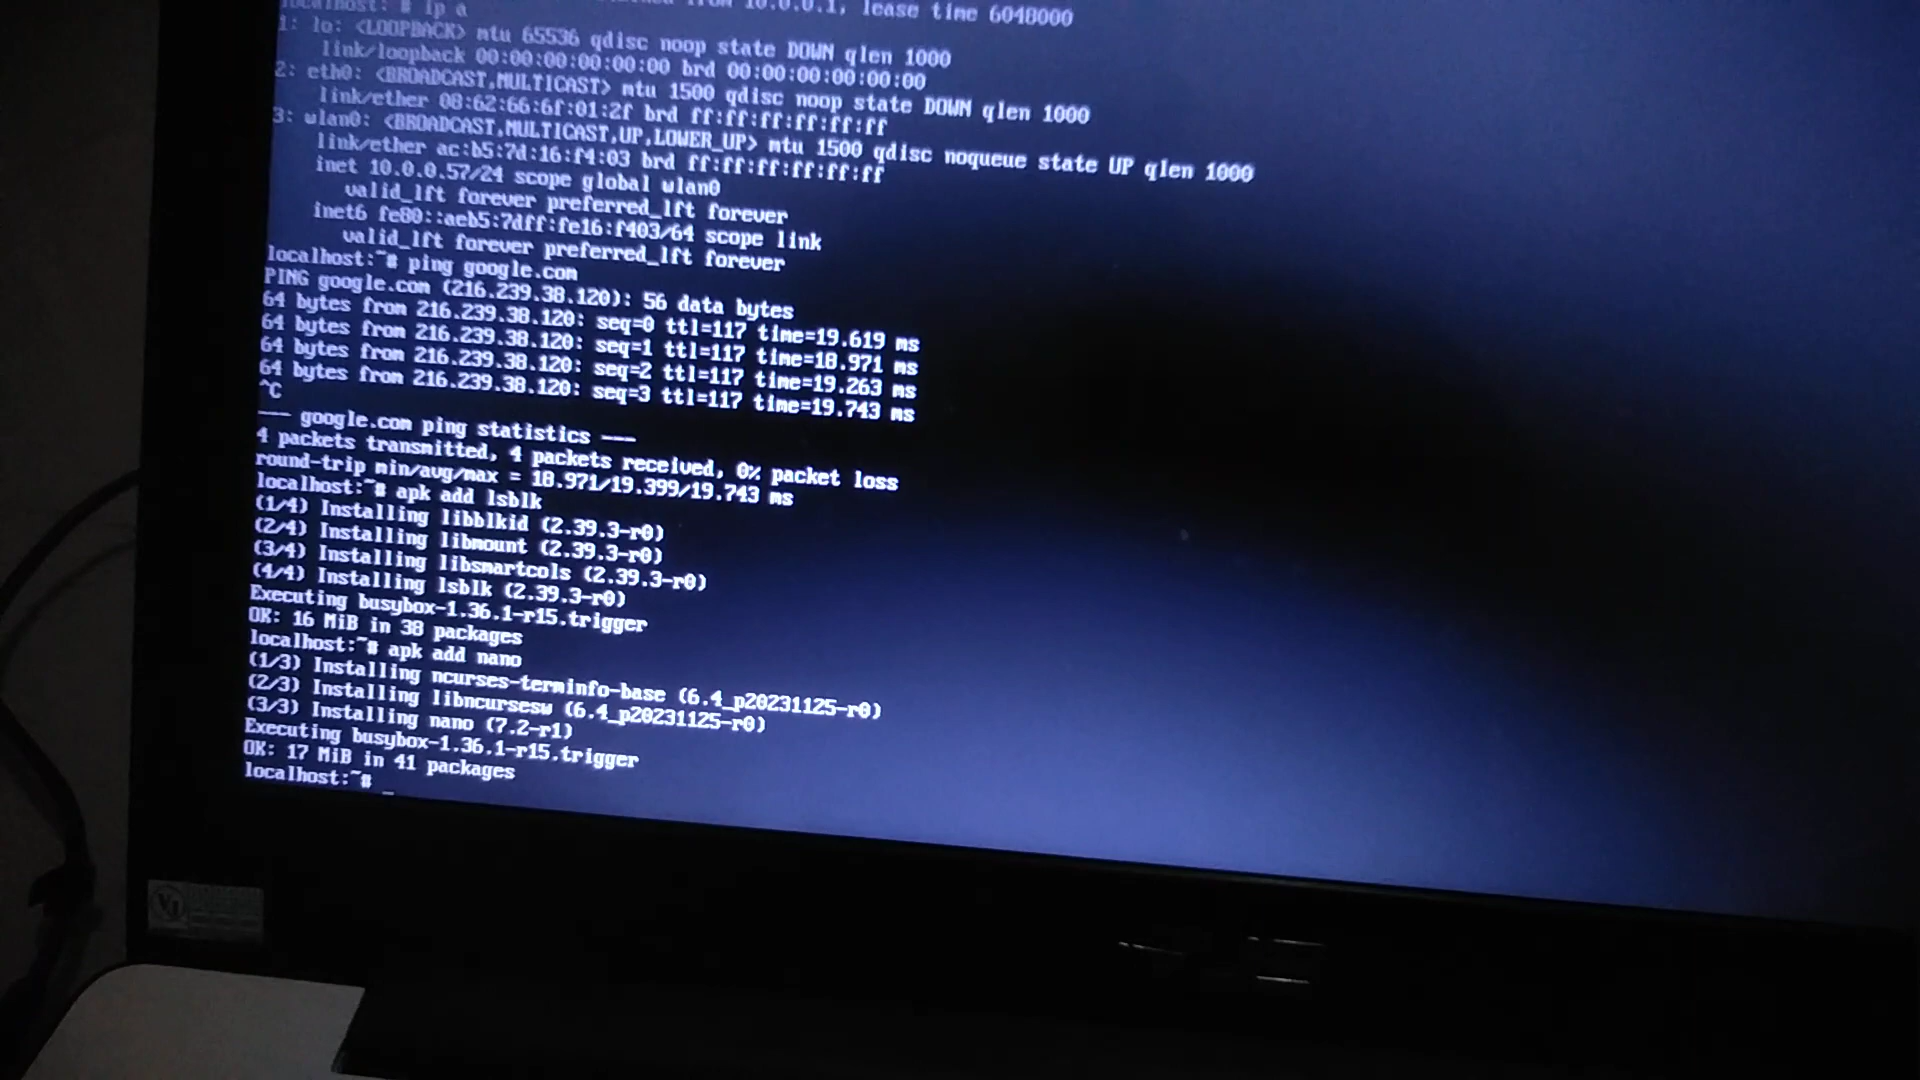 from 10.0.0.1, lease time 6048000
localhost: # ip a
1: lo: <LOOPBACK> mtu 65536 qdisc noop state DOWN qlen 1000
link/loopback 00:00:00:00:00:00 brd 00:00:00:00:00:00
2: eth0: <BROADCAST,MULTICAST> mtu 1500 qdisc noop state DOWN qlen 1000
link/ether 08:62:66:6f:01:2f brd ff:ff:ff:ff:ff:ff
3: wlan0: <BROADCAST,MULTICAST,UP,LOWER_UP> mtu 1500 qdisc noqueue state UP qlen 1000
link/ether ac:b5:7d:16:f4:03 brd ff:ff:ff:ff:ff:ff
inet 10.0.0.57/24 scope global wlan0
valid_lft forever preferred_lft forever
inet6 fe80::aeb5:7dff:fe16:f403/64 scope link
valid_lft forever preferred_lft forever
localhost:~# ping google.com
PING google.com (216.239.38.120): 56 data bytes
64 bytes from 216.239.38.120: seq=0 ttl=117 time=19.619 ms
64 bytes from 216.239.38.120: seq=1 ttl=117 time=18.971 ms
64 bytes from 216.239.38.120: seq=2 ttl=117 time=19.263 ms
64 bytes from 216.239.38.120: seq=3 ttl=117 time=19.743 ms
^C
--- google.com ping statistics ---
4 packets transmitted, 4 packets received, 0% packet loss
round-trip min/avg/max = 18.971/19.399/19.743 ms
localhost:~# apk add lsblk
(1/4) Installing libblkid (2.39.3-r0)
(2/4) Installing libmount (2.39.3-r0)
(3/4) Installing libsmartcols (2.39.3-r0)
(4/4) Installing lsblk (2.39.3-r0)
Executing busybox-1.36.1-r15.trigger
OK: 16 MiB in 38 packages
localhost:~# apk add nano
(1/3) Installing ncurses-terminfo-base (6.4_p20231125-r0)
(2/3) Installing libncursesw (6.4_p20231125-r0)
(3/3) Installing nano (7.2-r1)
Executing busybox-1.36.1-r15.trigger
OK: 17 MiB in 41 packages
localhost:~# _